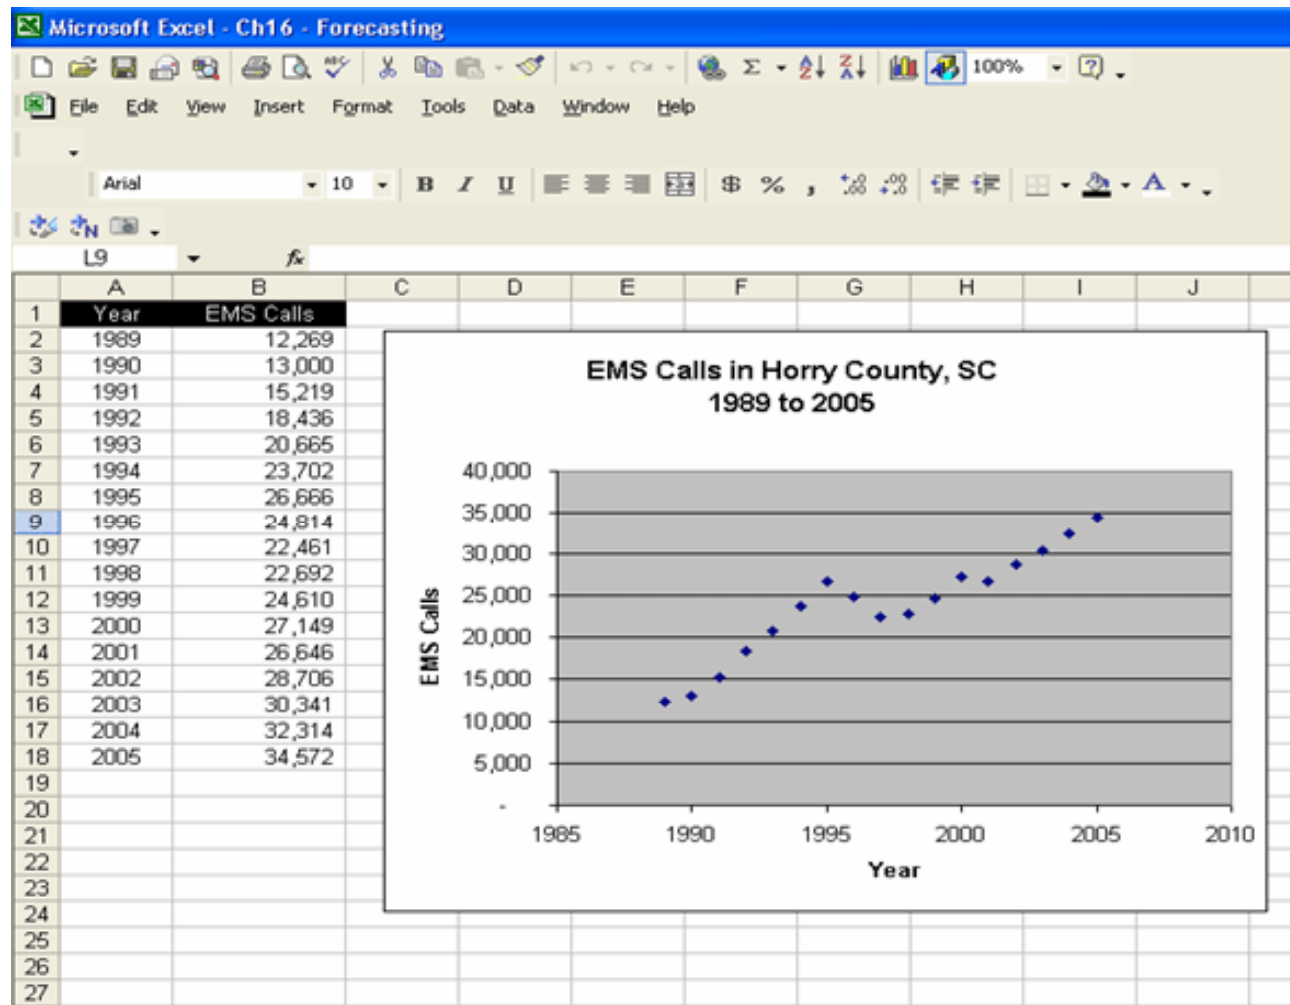 Microsoft Excel - Ch16 - Forecasting
100%
File Edit View Insert Format Tools Data Window Help
Arial 10 B I U $ % ,
L9 fx
A B C D E F G H I J
1 Year EMS Calls
2 1989 12,269
3 1990 13,000
4 1991 15,219
5 1992 18,436
6 1993 20,665
7 1994 23,702
8 1995 26,666
9 1996 24,814
10 1997 22,461
11 1998 22,692
12 1999 24,610
13 2000 27,149
14 2001 26,646
15 2002 28,706
16 2003 30,341
17 2004 32,314
18 2005 34,572
19
20
21
22
23
24
25
26
27
EMS Calls in Horry County, SC
1989 to 2005
40,000
35,000
30,000
25,000
20,000
15,000
10,000
5,000
-
EMS Calls
1985 1990 1995 2000 2005 2010
Year